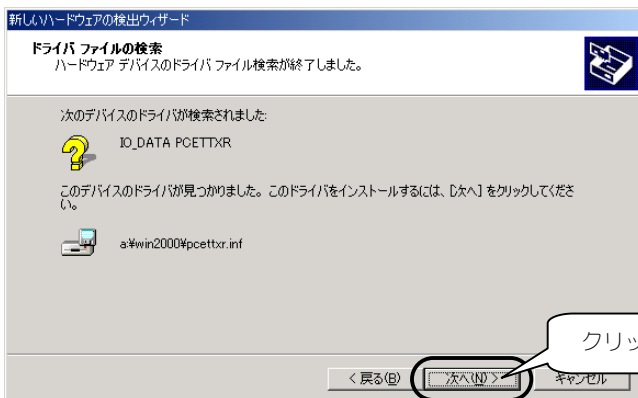 新しいハードウェアの検出ウィザード
ドライバ ファイルの検索
ハードウェア デバイスのドライバ ファイル検索が終了しました。
次のデバイスのドライバが検索されました:
IO_DATA PCETTXR
このデバイスのドライバが見つかりました。このドライバをインストールするには、[次へ] をクリックしてくださ
い。
a:¥win2000¥pcettxr.inf
クリッ
< 戻る(B)
次へ(N) >
キャンセル